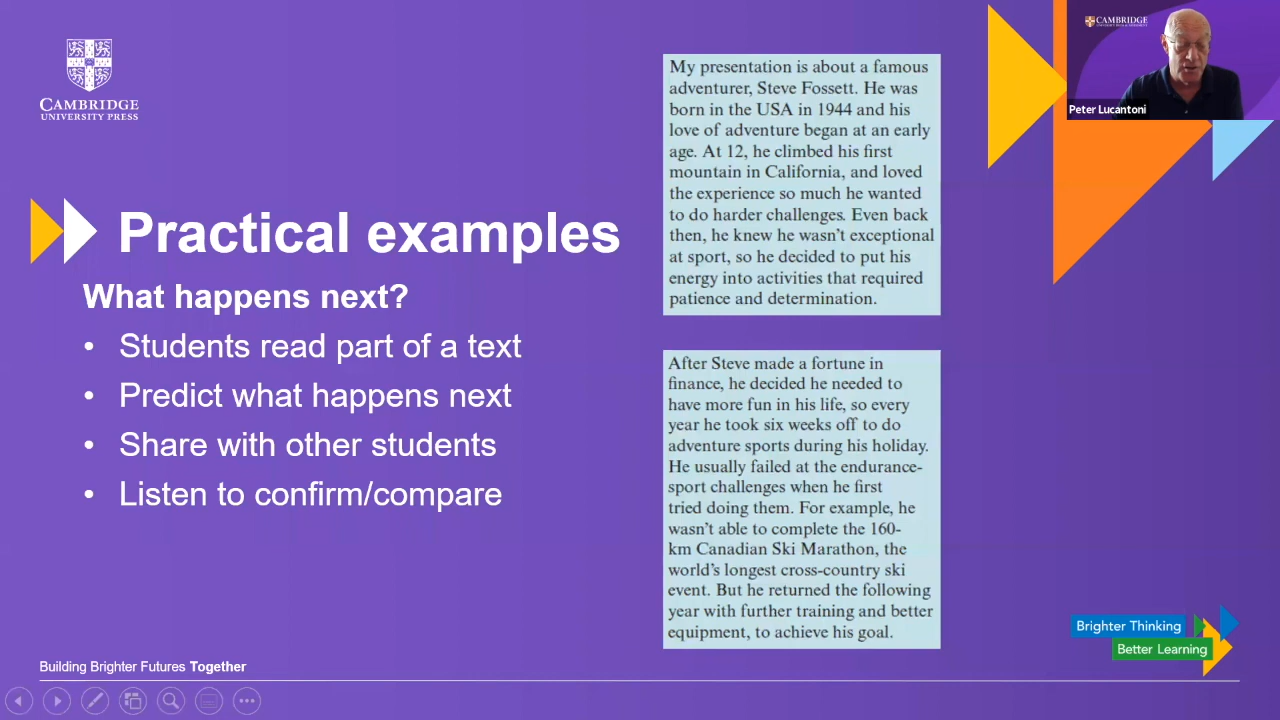 CAMBRIDGE
UNIVERSITY PRESS
Practical examples
What happens next?
• Students read part of a text
• Predict what happens next
• Share with other students
• Listen to confirm/compare
My presentation is about a famous
adventurer, Steve Fossett. He was
born in the USA in 1944 and his
love of adventure began at an early
age. At 12, he climbed his first
mountain in California, and loved
the experience so much he wanted
to do harder challenges. Even back
then, he knew he wasn't exceptional
at sport, so he decided to put his
energy into activities that required
patience and determination.
After Steve made a fortune in
finance, he decided he needed to
have more fun in his life, so every
year he took six weeks off to do
adventure sports during his holiday.
He usually failed at the endurance-
sport challenges when he first
tried doing them. For example, he
wasn't able to complete the 160-
km Canadian Ski Marathon, the
world's longest cross-country ski
event. But he returned the following
year with further training and better
equipment, to achieve his goal.
CAMBRIDGE
Peter Lucantoni
Brighter Thinking
Better Learning
Building Brighter Futures Together